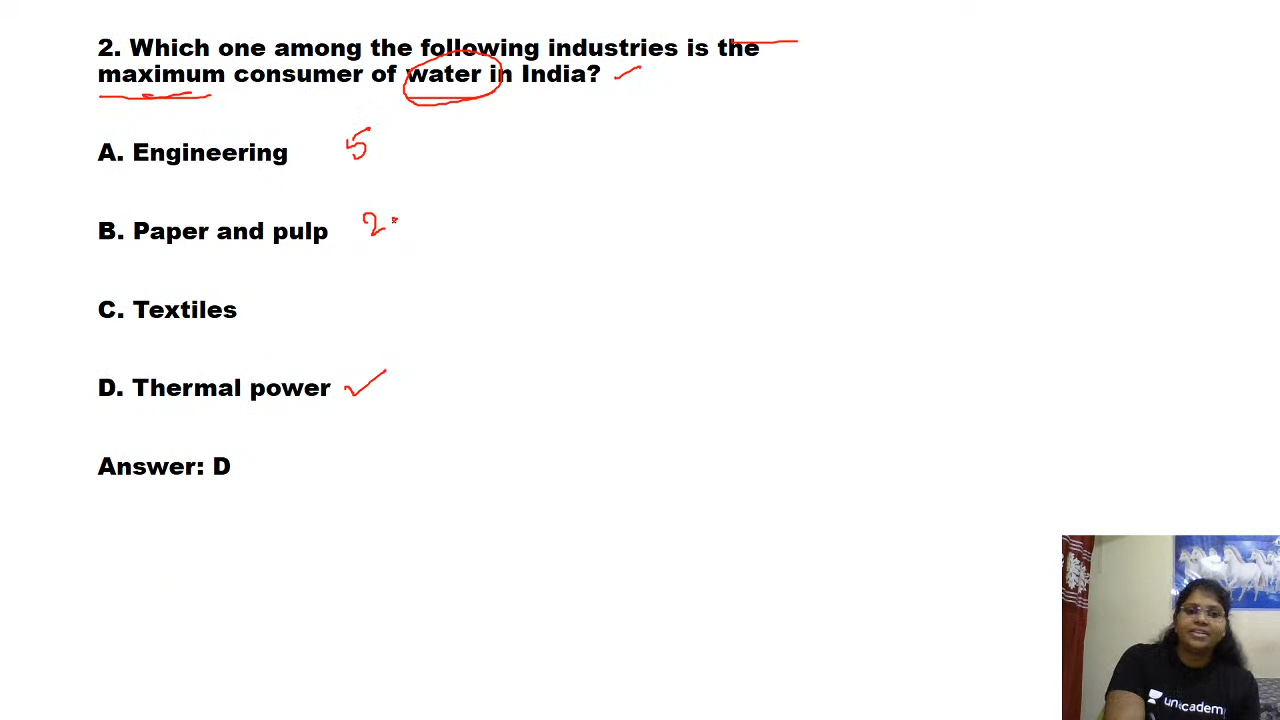 2. Which one among the following industries is the
maximum consumer of water in India?
A. Engineering 5
B. Paper and pulp 2
C. Textiles
D. Thermal power
Answer: D
unacademy